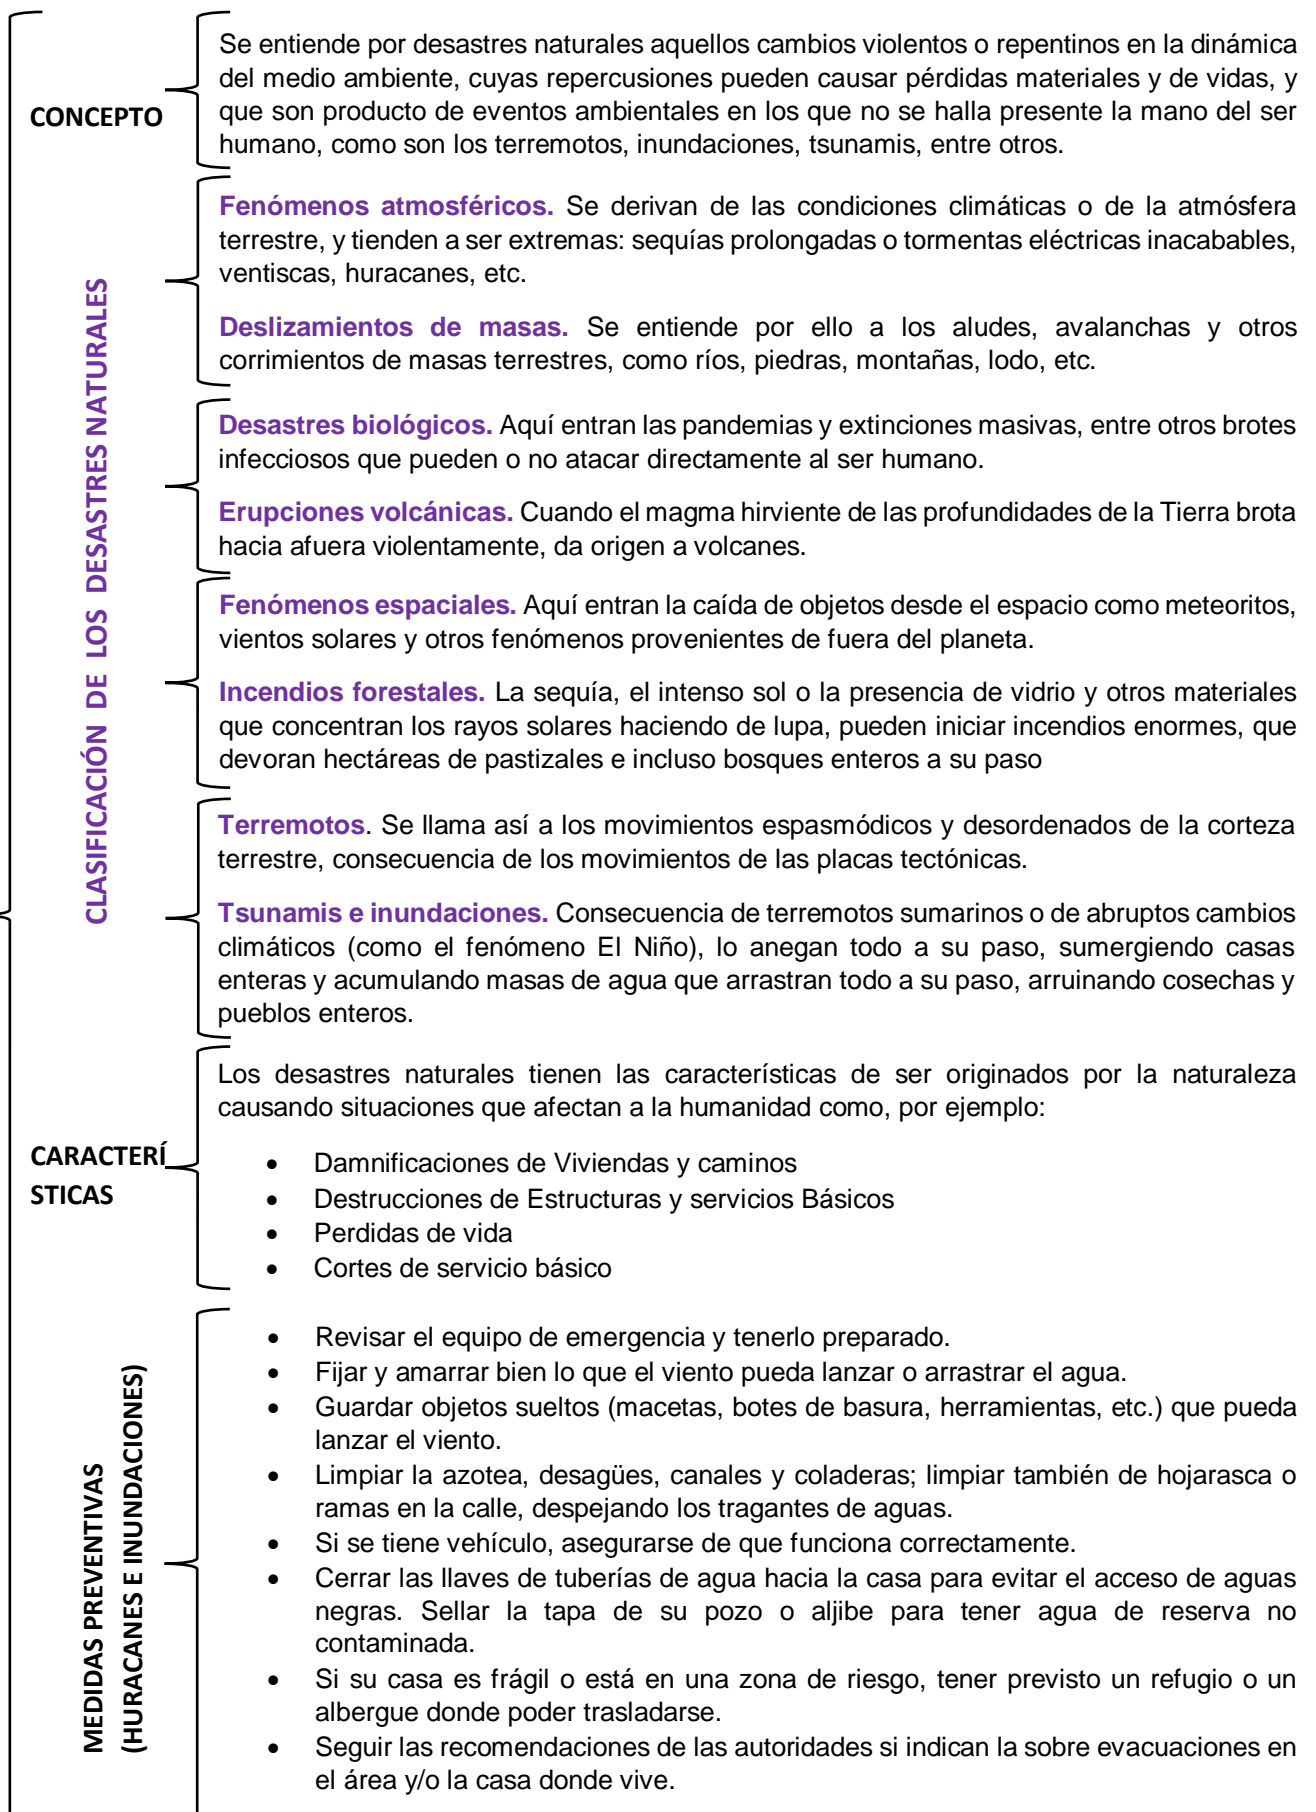 CONCEPTO
Se entiende por desastres naturales aquellos cambios violentos o repentinos en la dinámica
del medio ambiente, cuyas repercusiones pueden causar pérdidas materiales y de vidas, y
que son producto de eventos ambientales en los que no se halla presente la mano del ser
humano, como son los terremotos, inundaciones, tsunamis, entre otros.
CLASIFICACIÓN DE LOS DESASTRES NATURALES
Fenómenos atmosféricos. Se derivan de las condiciones climáticas o de la atmósfera
terrestre, y tienden a ser extremas: sequías prolongadas o tormentas eléctricas inacabables,
ventiscas, huracanes, etc.
Deslizamientos de masas. Se entiende por ello a los aludes, avalanchas y otros
corrimientos de masas terrestres, como ríos, piedras, montañas, lodo, etc.
Desastres biológicos. Aquí entran las pandemias y extinciones masivas, entre otros brotes
infecciosos que pueden o no atacar directamente al ser humano.
Erupciones volcánicas. Cuando el magma hirviente de las profundidades de la Tierra brota
hacia afuera violentamente, da origen a volcanes.
Fenómenos espaciales. Aquí entran la caída de objetos desde el espacio como meteoritos,
vientos solares y otros fenómenos provenientes de fuera del planeta.
Incendios forestales. La sequía, el intenso sol o la presencia de vidrio y otros materiales
que concentran los rayos solares haciendo de lupa, pueden iniciar incendios enormes, que
devoran hectáreas de pastizales e incluso bosques enteros a su paso
Terremotos. Se llama así a los movimientos espasmódicos y desordenados de la corteza
terrestre, consecuencia de los movimientos de las placas tectónicas.
Tsunamis e inundaciones. Consecuencia de terremotos sumarinos o de abruptos cambios
climáticos (como el fenómeno El Niño), lo anegan todo a su paso, sumergiendo casas
enteras y acumulando masas de agua que arrastran todo a su paso, arruinando cosechas y
pueblos enteros.
CARACTERÍ
STICAS
Los desastres naturales tienen las características de ser originados por la naturaleza
causando situaciones que afectan a la humanidad como, por ejemplo:
• Damnificaciones de Viviendas y caminos
• Destrucciones de Estructuras y servicios Básicos
• Perdidas de vida
• Cortes de servicio básico
MEDIDAS PREVENTIVAS
(HURACANES E INUNDACIONES)
• Revisar el equipo de emergencia y tenerlo preparado.
• Fijar y amarrar bien lo que el viento pueda lanzar o arrastrar el agua.
• Guardar objetos sueltos (macetas, botes de basura, herramientas, etc.) que pueda
lanzar el viento.
• Limpiar la azotea, desagües, canales y coladeras; limpiar también de hojarasca o
ramas en la calle, despejando los tragantes de aguas.
• Si se tiene vehículo, asegurarse de que funciona correctamente.
• Cerrar las llaves de tuberías de agua hacia la casa para evitar el acceso de aguas
negras. Sellar la tapa de su pozo o aljibe para tener agua de reserva no
contaminada.
• Si su casa es frágil o está en una zona de riesgo, tener previsto un refugio o un
albergue donde poder trasladarse.
• Seguir las recomendaciones de las autoridades si indican la sobre evacuaciones en
el área y/o la casa donde vive.